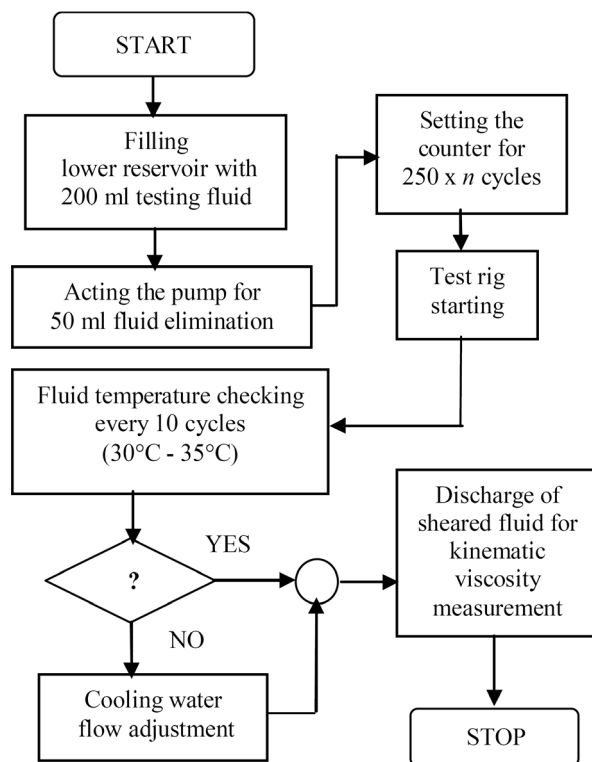 START
Filling
lower reservoir with
200 ml testing fluid
Acting the pump for
50 ml fluid elimination
Setting the
counter for
250 x n cycles
Test rig
starting
Fluid temperature checking
every 10 cycles
(30°C - 35°C)
?
YES
NO
Cooling water
flow adjustment
Discharge of
sheared fluid for
kinematic
viscosity
measurement
STOP